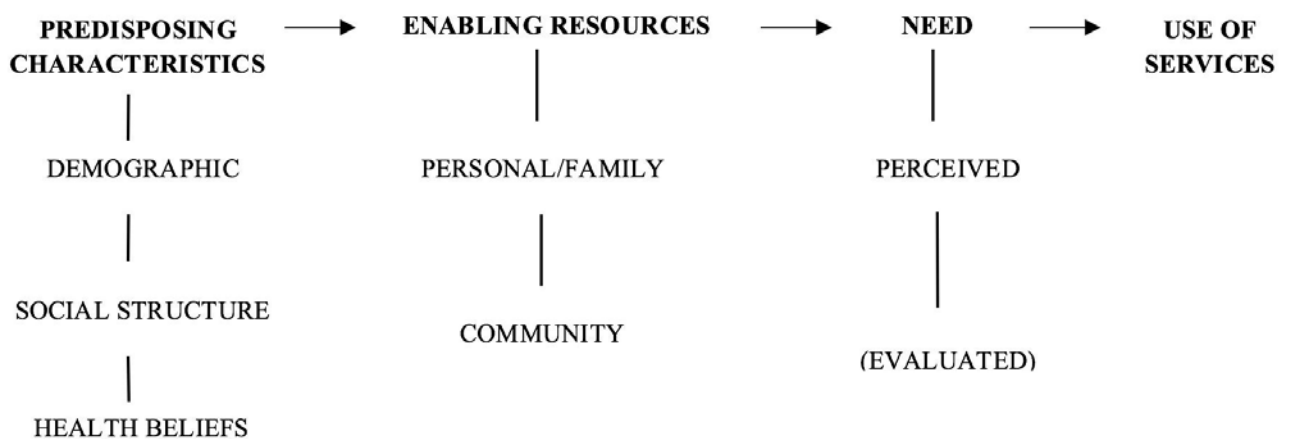 PREDISPOSING
CHARACTERISTICS
ENABLING RESOURCES
NEED
USE OF
SERVICES
DEMOGRAPHIC
PERSONAL/FAMILY
PERCEIVED
SOCIAL STRUCTURE
COMMUNITY
(EVALUATED)
HEALTH BELIEFS